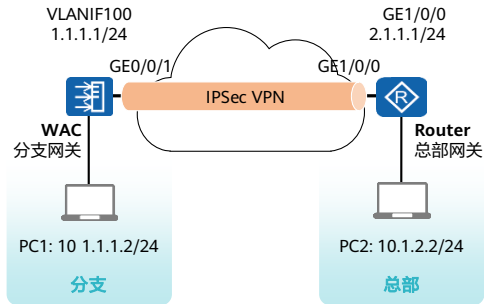 VLANIF100
1.1.1.1/24
GE1/0/0
2.1.1.1/24
GE0/0/1
GE1/0/0
IPSec VPN
WAC
分支网关
Router
总部网关
R
PC1: 10 1.1.1.2/24
PC2: 10.1.2.2/24
分支
总部